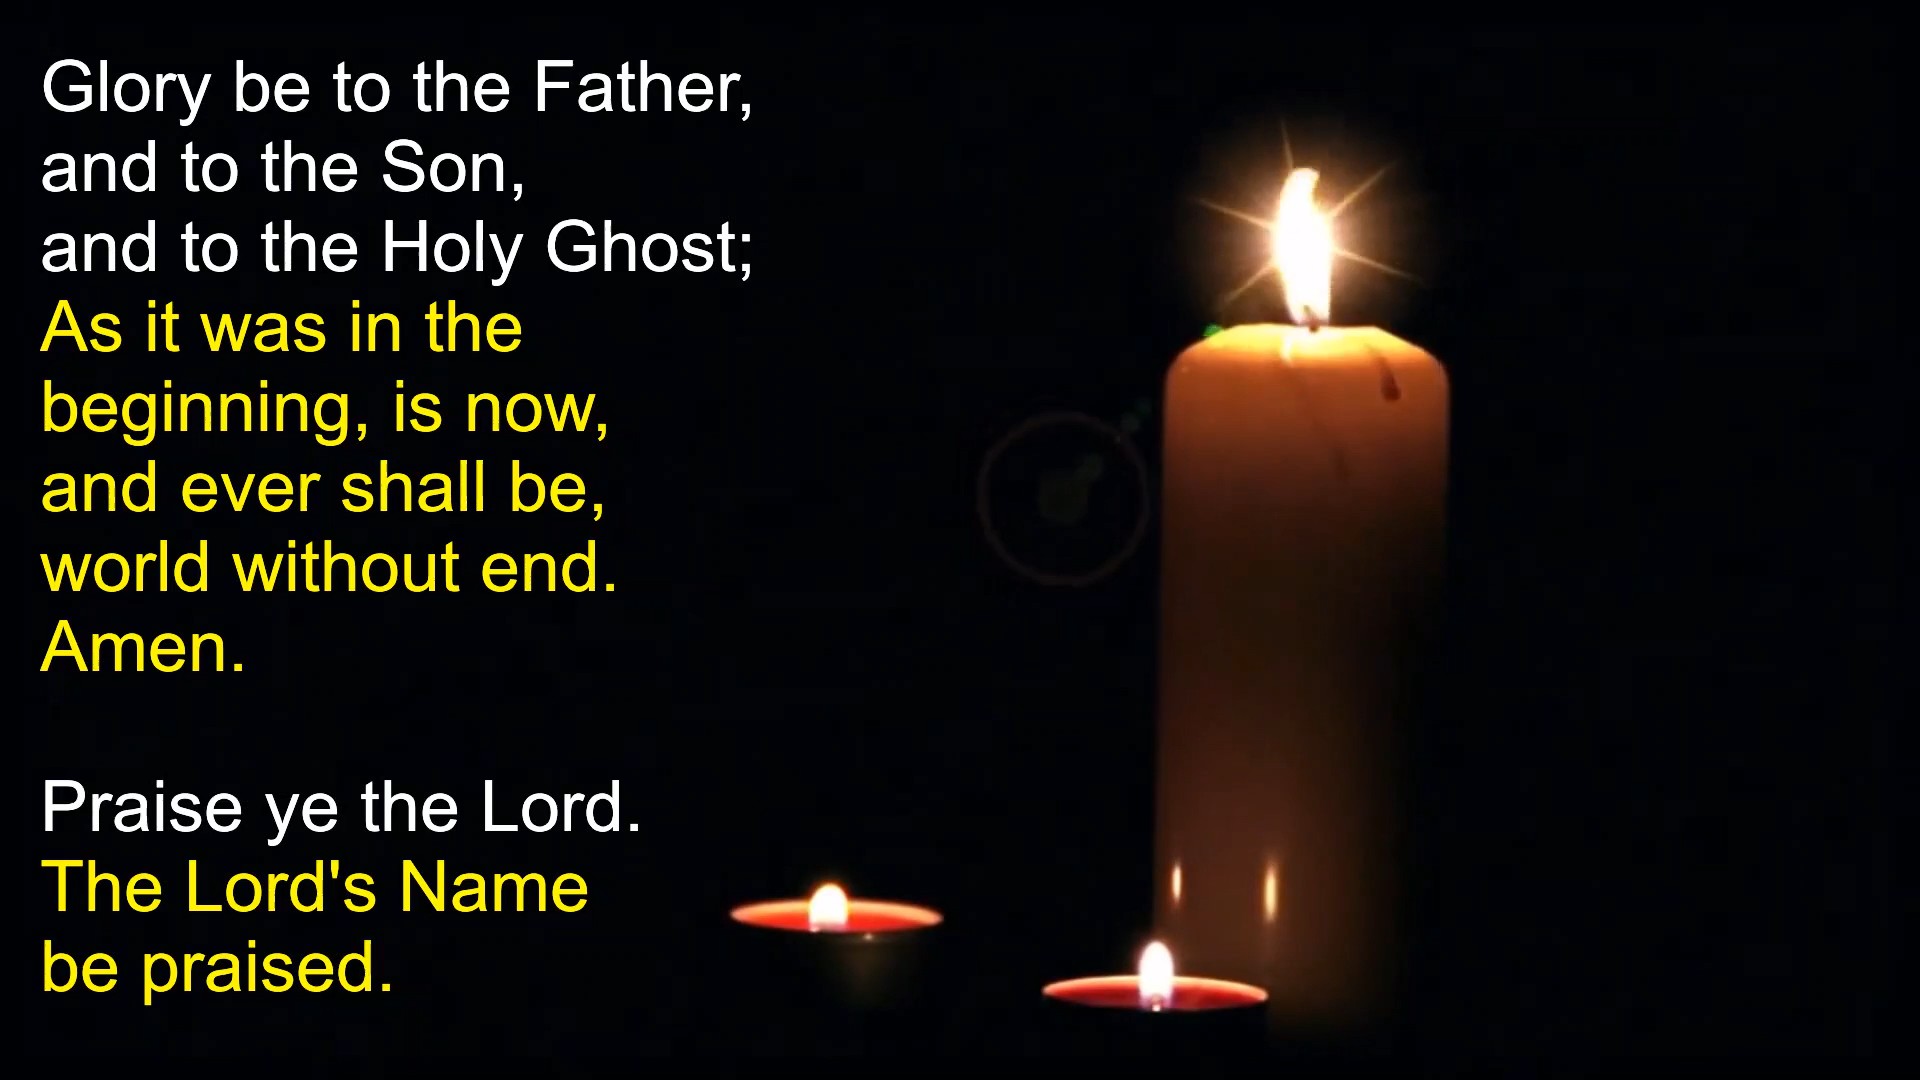 Glory be to the Father,
and to the Son,
and to the Holy Ghost;
As it was in the
beginning, is now,
and ever shall be,
world without end.
Amen.
Praise ye the Lord.
The Lord's Name
be praised.